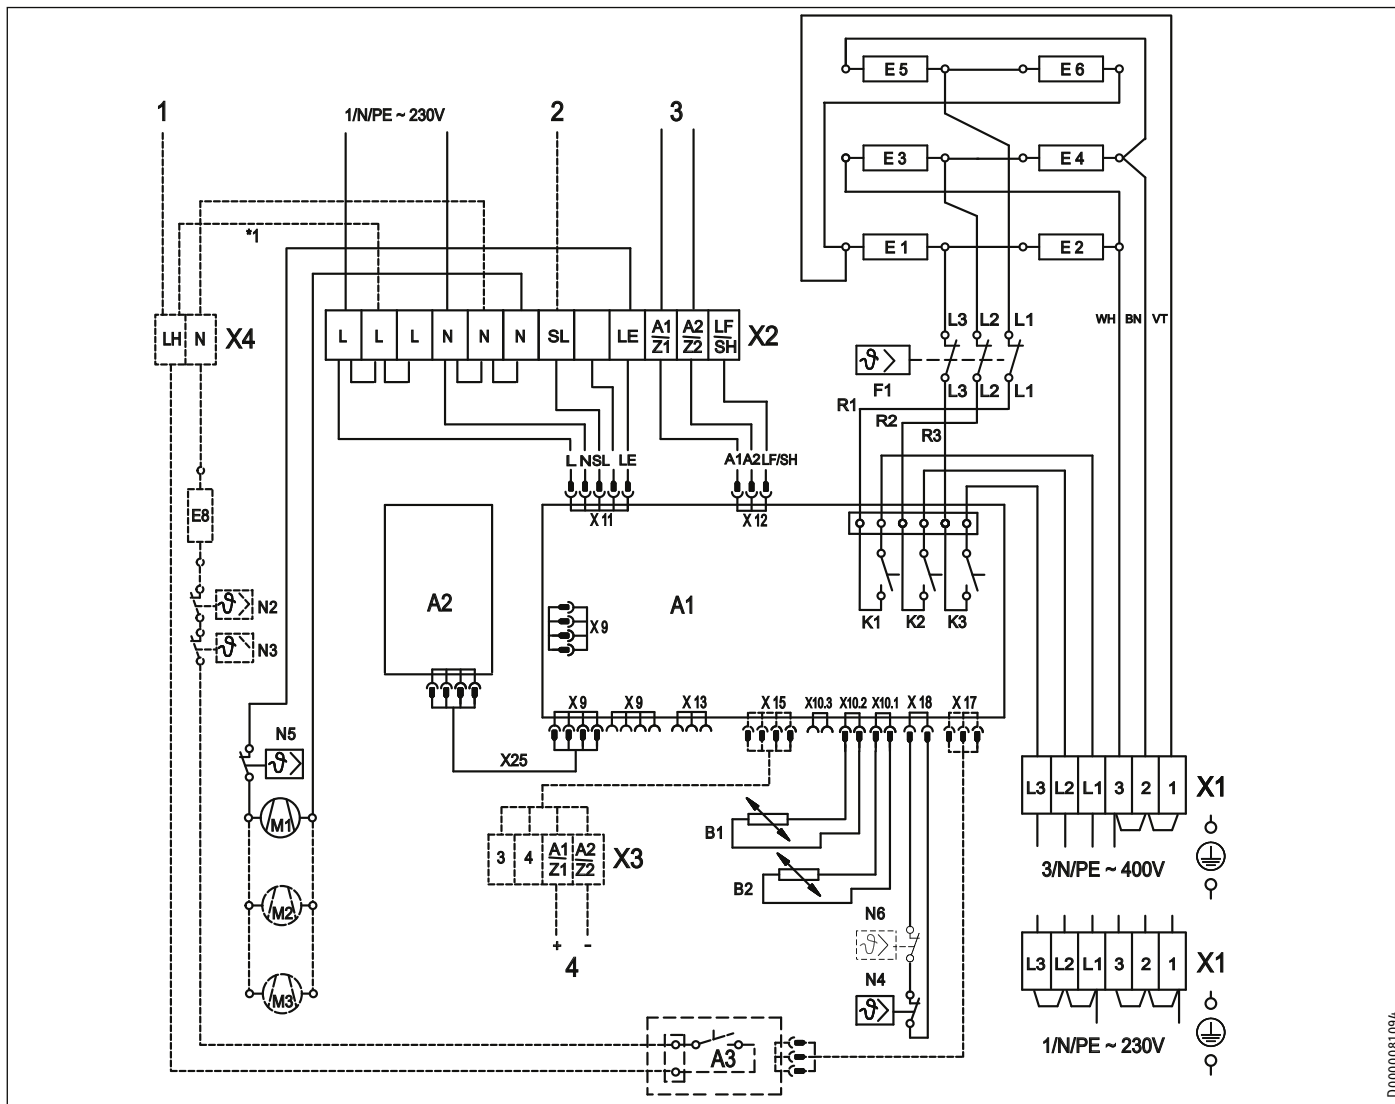 E 5 E 6
1 1/N/PE ~ 230V 2 3
E 3 E 4
*1
E 1 E 2
WH BN VT
L3 L2 L1
LH N X4
L L L N N N SL LE A1/Z1 A2/Z2 LF/SH X2
F1
L3 L2 L1
R1
R2
R3
L N SL LE A1 A2 LF/SH
E8
X 11 X 12
A2 A1
N2
X 9
K1 K2 K3
N3
X 9 X 9 X 13 X 15 X10.3 X10.2 X10.1 X 18 X 17
N5
X25
L3 L2 L1 3 2 1 X1
M1
B1
3 4 A1/Z1 A2/Z2 X3
3/N/PE ~ 400V
B2
M2
N6
+ -
4
L3 L2 L1 3 2 1 X1
N4
M3
1/N/PE ~ 230V
A3
D0000081094